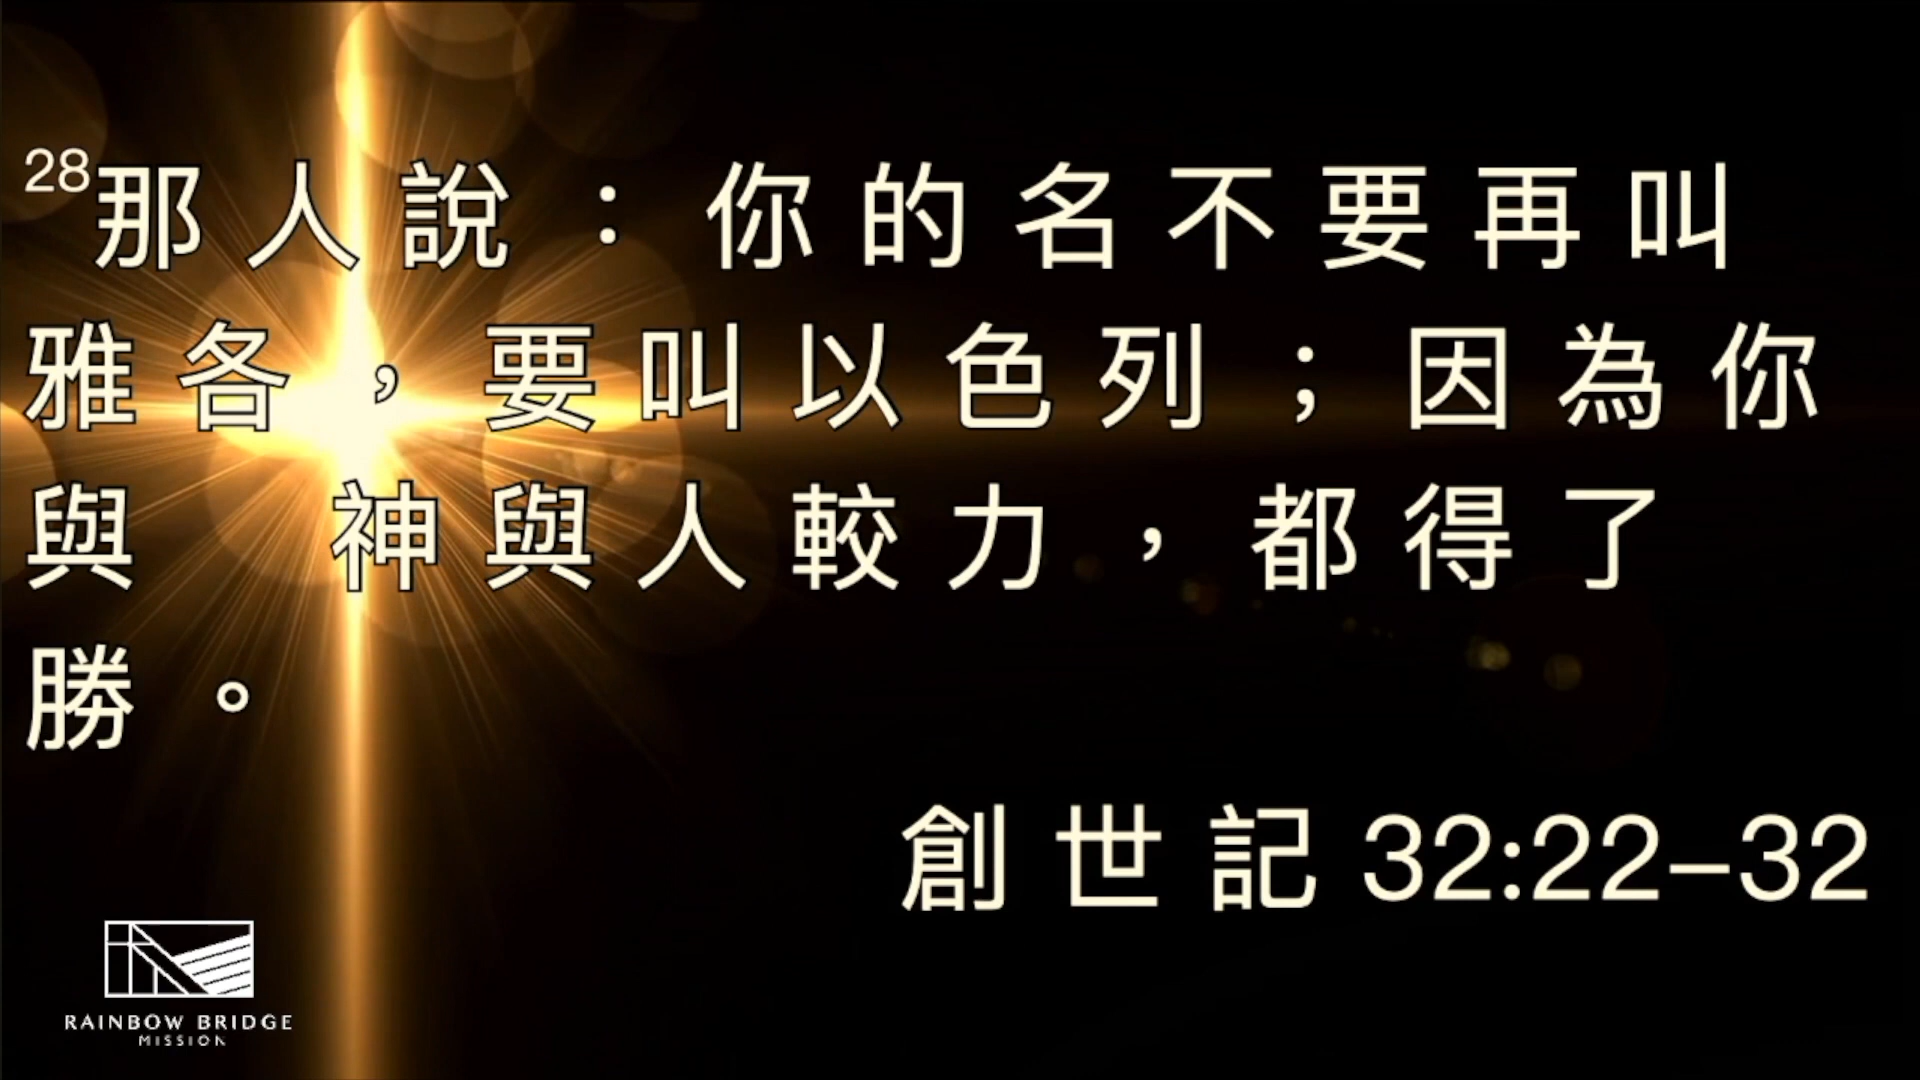 28那人說：你的名不要再叫
雅各，要叫以色列；因為你
與　神與人較力，都得了
勝。
創世記 32:22–32
RAINBOW BRIDGE
MISSION